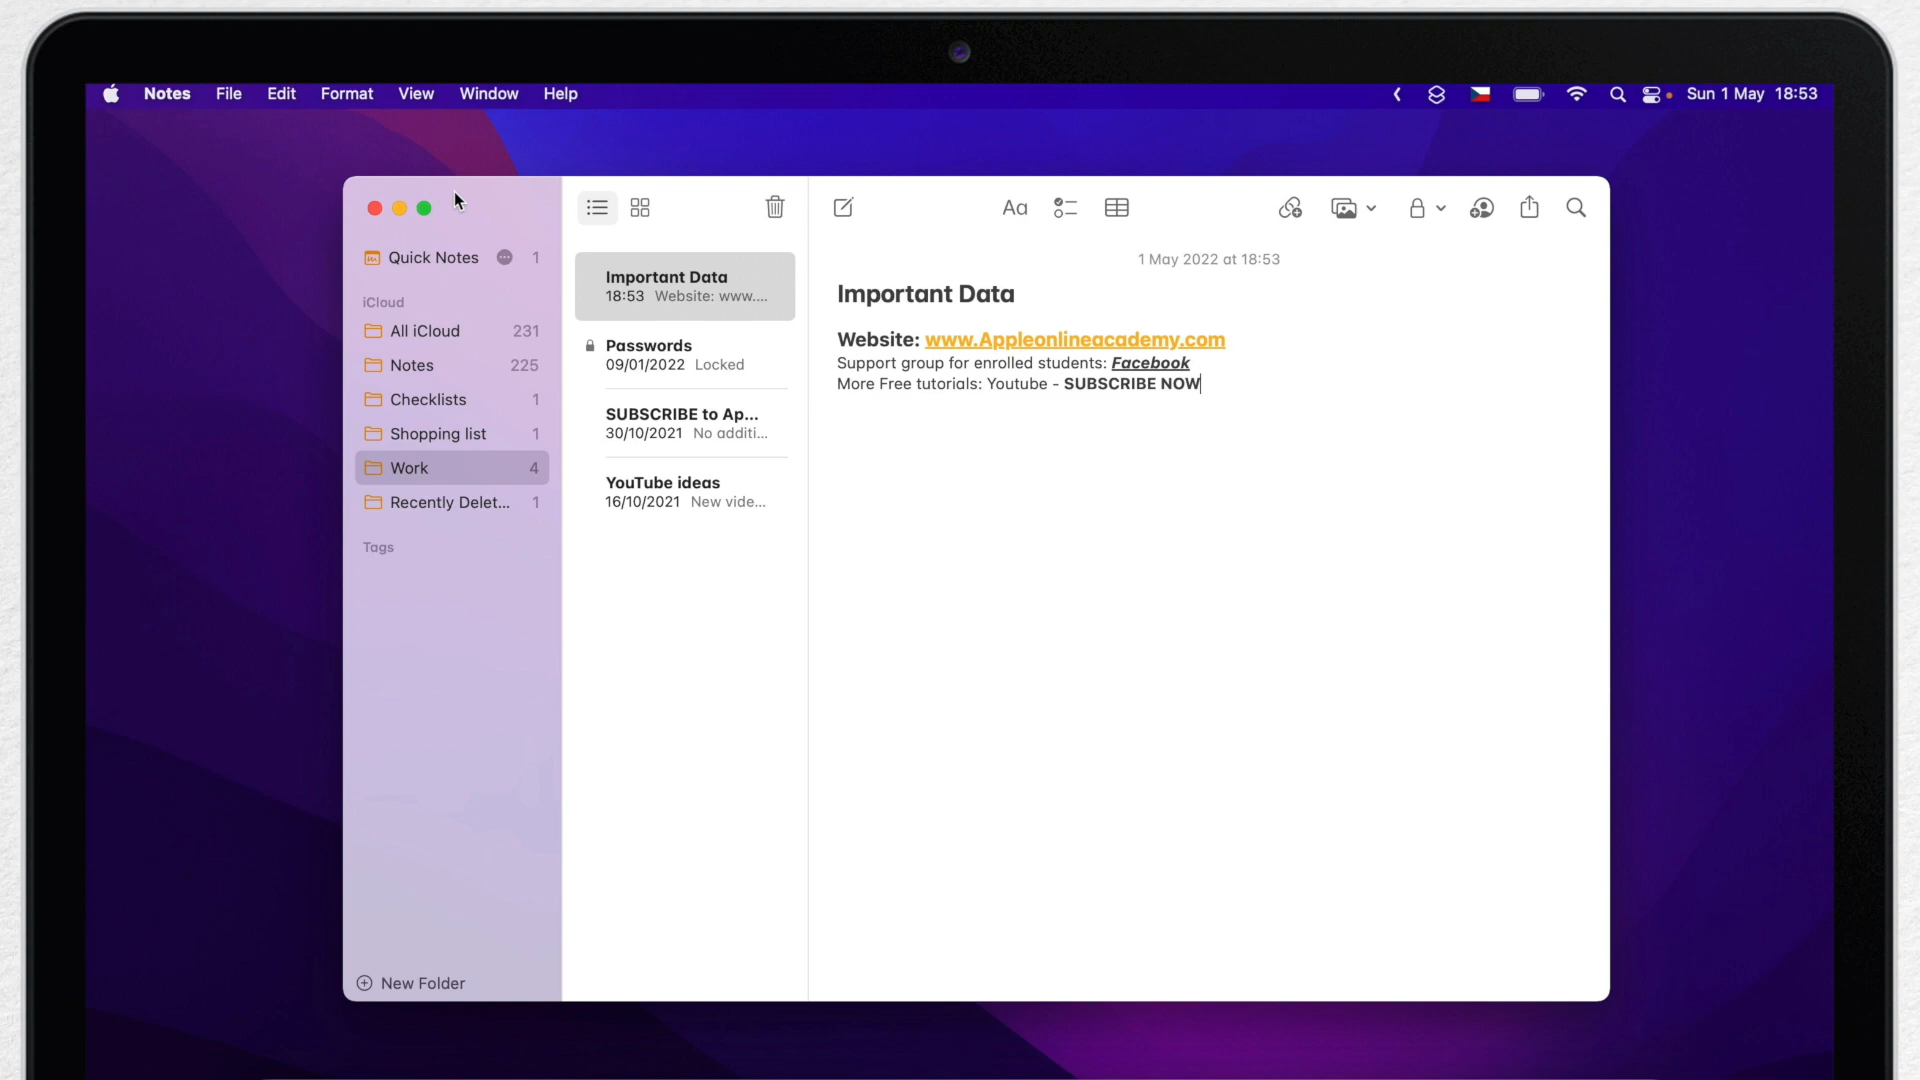 Notes File Edit Format View Window Help
Sun 1 May 18:53
Quick Notes 1
iCloud
All iCloud 231
Notes 225
Checklists 1
Shopping list 1
Work 4
Recently Delet... 1
Tags
New Folder
Important Data
18:53 Website: www....
Passwords
09/01/2022 Locked
SUBSCRIBE to Ap...
30/10/2021 No additi...
YouTube ideas
16/10/2021 New vide...
Aa
1 May 2022 at 18:53
Important Data
Website: www.Appleonlineacademy.com
Support group for enrolled students: Facebook
More Free tutorials: Youtube - SUBSCRIBE NOW